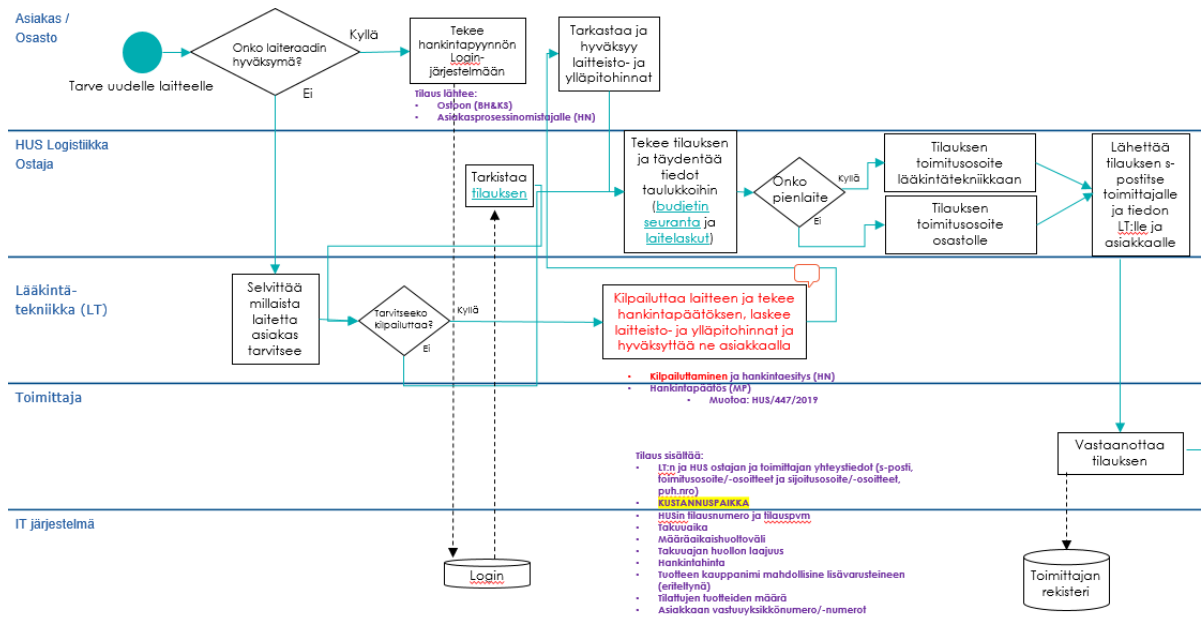 Asiakas /
Osasto
Tarve uudelle laitteelle
Onko laiteraadin
hyväksymä?
Kyllä
Ei
Tekee
hankintapyynnön
Login-
järjestelmään
Tilaus lähtee:
• Ostoon (BH&KS)
• Asiakasprosessinomistajalle (HN)
Tarkastaa ja
hyväksyy
laitteisto- ja
ylläpitohinnat
HUS Logistiikka
Ostaja
Tarkistaa
tilauksen
Tekee tilauksen
ja täydentää
tiedot
taulukkoihin
(budjetin
seuranta ja
laitelaskut)
Onko
pienlaite
Kyllä
Ei
Tilauksen
toimitusosoite
lääkintätekniikkaan
Tilauksen
toimitusosoite
osastolle
Lähettää
tilauksen s-
postitse
toimittajalle
ja tiedon
LT:lle ja
asiakkaalle
Lääkintä-
tekniikka (LT)
Selvittää
millaista
laitetta
asiakas
tarvitsee
Tarvitseeko
kilpailuttaa?
Kyllä
Ei
Kilpailuttaa laitteen ja tekee
hankintapäätöksen, laskee
laitteisto- ja ylläpitohinnat ja
hyväksyttää ne asiakkaalla
• Kilpailuttaminen ja hankintaesitys (HN)
• Hankintapäätös (MP)
• Muotoa: HUS/447/2019
Toimittaja
Vastaanottaa
tilauksen
Tilaus sisältää:
• LT:n ja HUS ostajan ja toimittajan yhteystiedot (s-posti,
toimitusosoite/-osoitteet ja sijoitusosoite/-osoitteet,
puh.nro)
• KUSTANNUSPAIKKA
• HUSin tilausnumero ja tilauspvm
• Takuuaika
• Määräaikaishuoltoväli
• Takuuajan huollon laajuus
• Hankintahinta
• Tuotteen kauppanimi mahdollisine lisävarusteineen
(eriteltynä)
• Tilattujen tuotteiden määrä
• Asiakkaan vastuuyksikkönumero/-numerot
IT järjestelmä
Login
Toimittajan
rekisteri